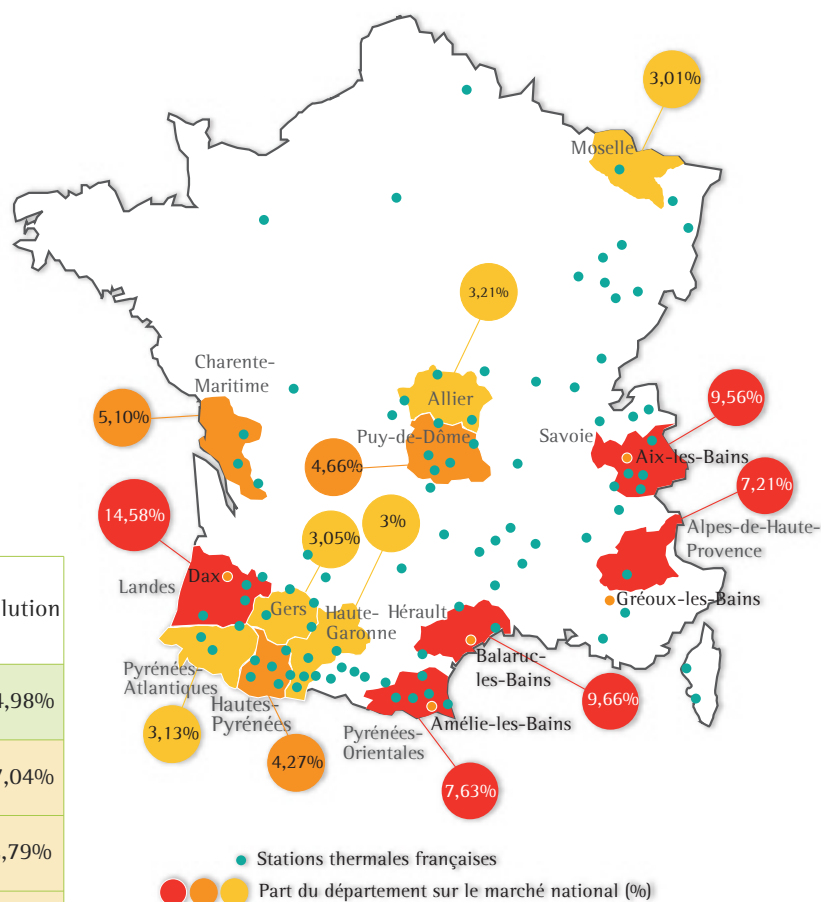 3,01%
Moselle
3,21%
Charente-
Maritime
Allier
9,56%
5,10%
Puy-de-Dôme
Savoie
4,66%
Aix-les-Bains
7,21%
14,58%
3,05%
3%
Alpes-de-Haute-
Provence
Landes
Dax
Gers
Haute-
Garonne
Hérault
Gréoux-les-Bains
Balaruc-
les-Bains
Pyrénées-
Atlantiques
Hautes-
Pyrénées
9,66%
3,13%
Pyrénées-
Orientales
Amélie-les-Bains
4,27%
7,63%
lution
4,98%
7,04%
,79%
Stations thermales françaises
Part du département sur le marché national (%)